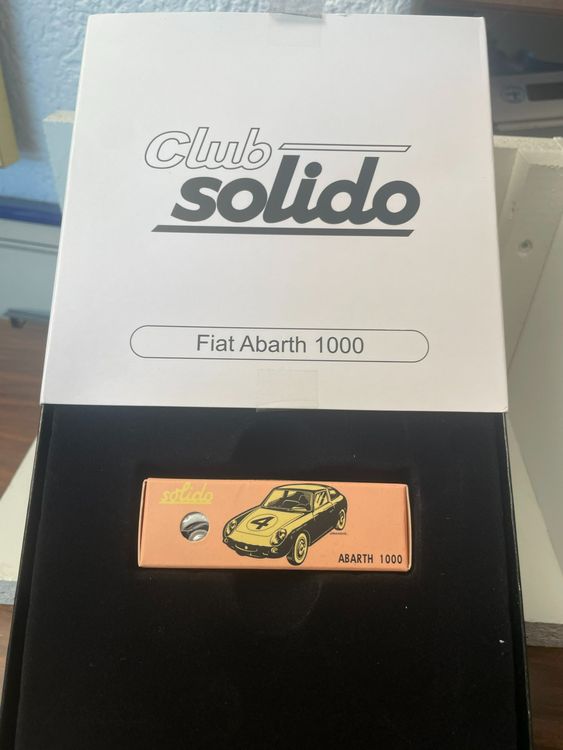 Club
solido
Fiat Abarth 1000
solido
4
ABARTH 1000